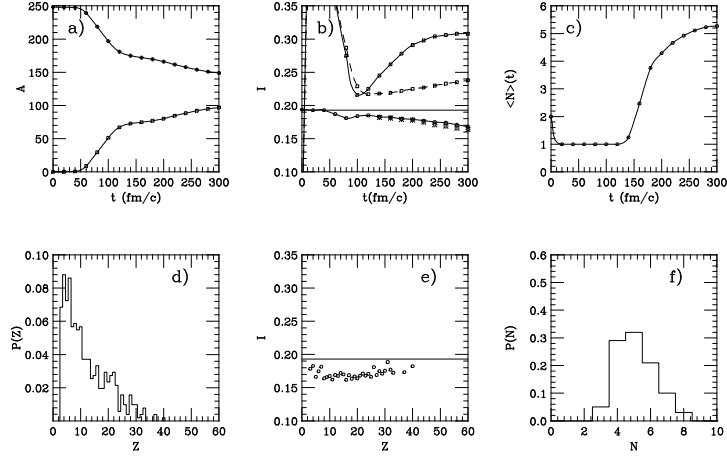 250
200
150
100
50
0
A
a)
0 50 100 150 200 250 300
t (fm/c)
0.35
0.30
0.25
0.20
0.15
0.10
I
b)
0 50 100 150 200 250 300
t(fm/c)
6
5
4
3
2
1
0
<N>(t)
c)
0 50 100 150 200 250 300
t (fm/c)
0.10
0.08
0.06
0.04
0.02
P(Z)
d)
0 10 20 30 40 50 60
Z
0.35
0.30
0.25
0.20
0.15
0.10
I
e)
0 10 20 30 40 50 60
Z
0.6
0.5
0.4
0.3
0.2
0.1
0.0
P(N)
f)
0 2 4 6 8 10
N